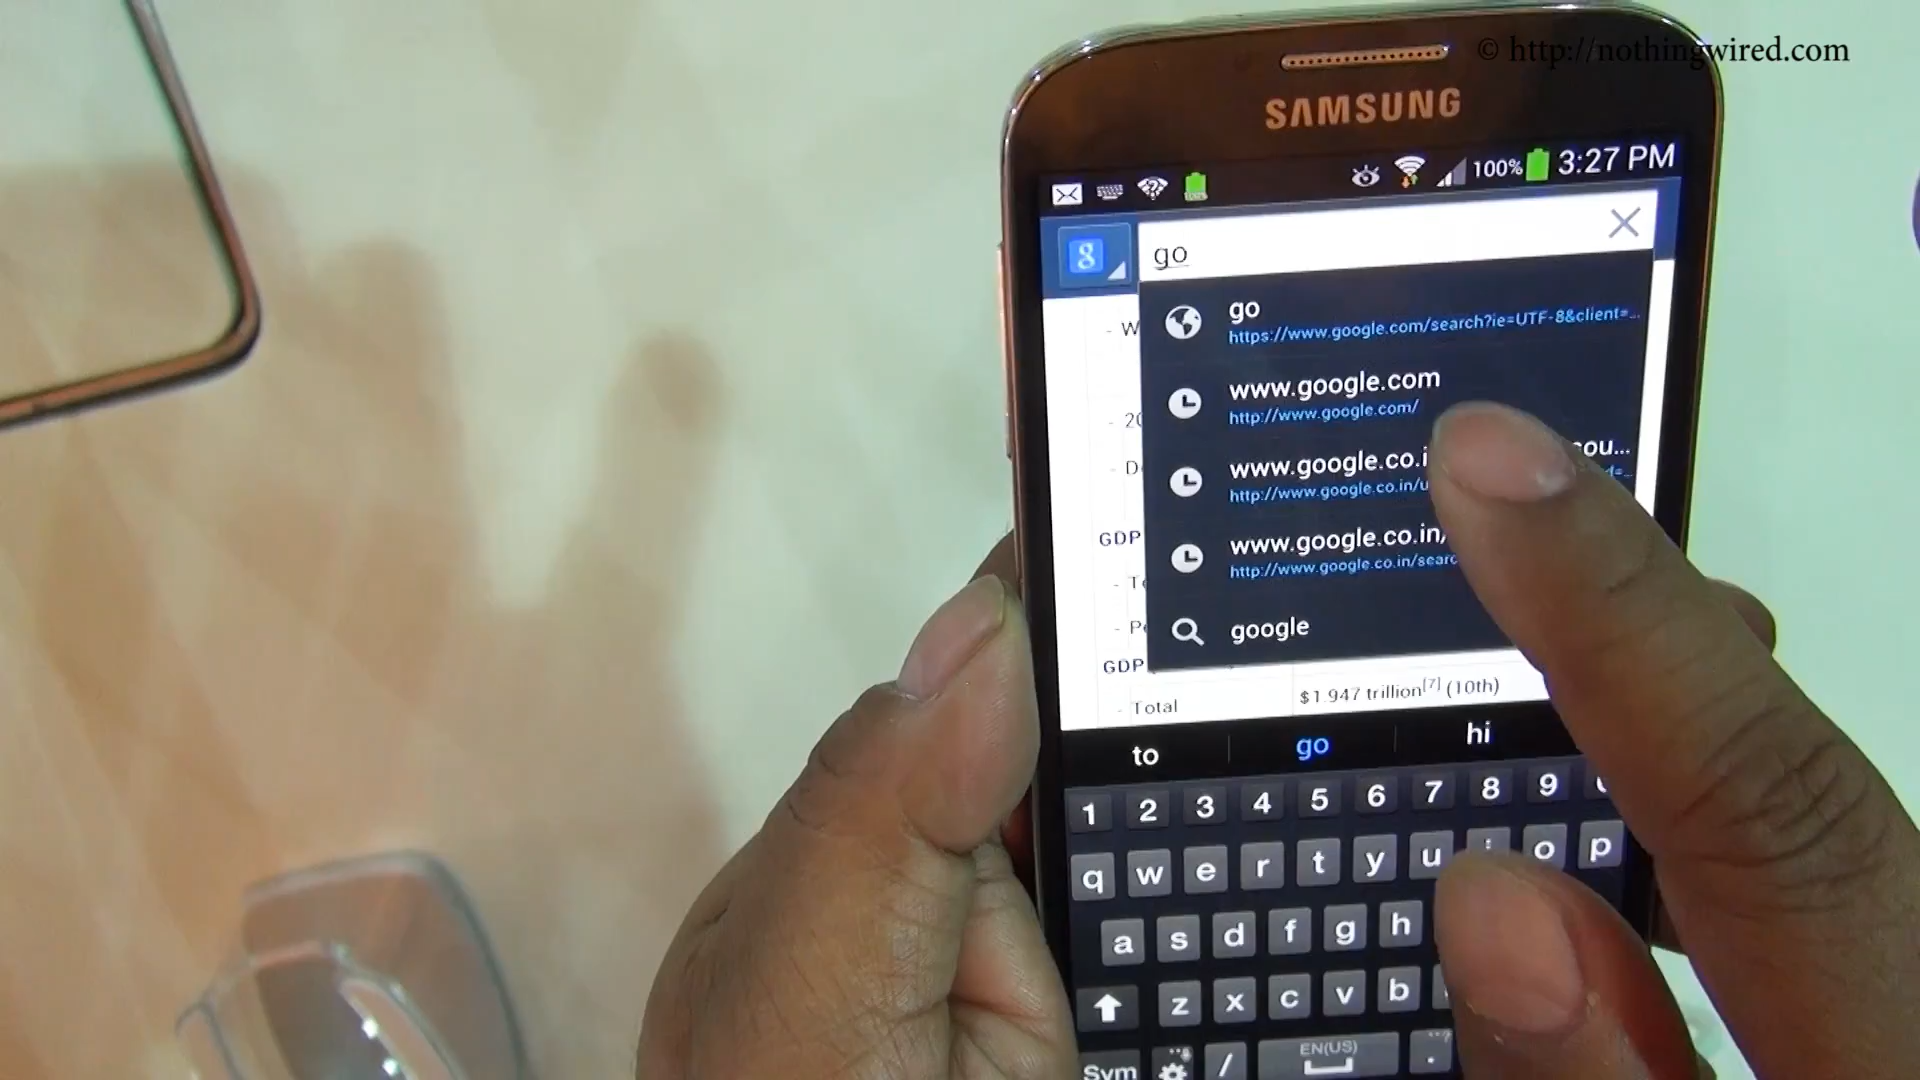 © http://nothingwired.com
SAMSUNG
100% 3:27 PM
go
go
https://www.google.com/search?ie=UTF-8&client=...
www.google.com
http://www.google.com/
www.google.co.i
http://www.google.co.in/u
www.google.co.in/
http://www.google.co.in/searc
google
GDP
GDP
- Total $1.947 trillion[7] (10th)
to go hi
1 2 3 4 5 6 7 8 9
q w e r t y u i o p
a s d f g h
z x c v b
Sym / EN(US) .